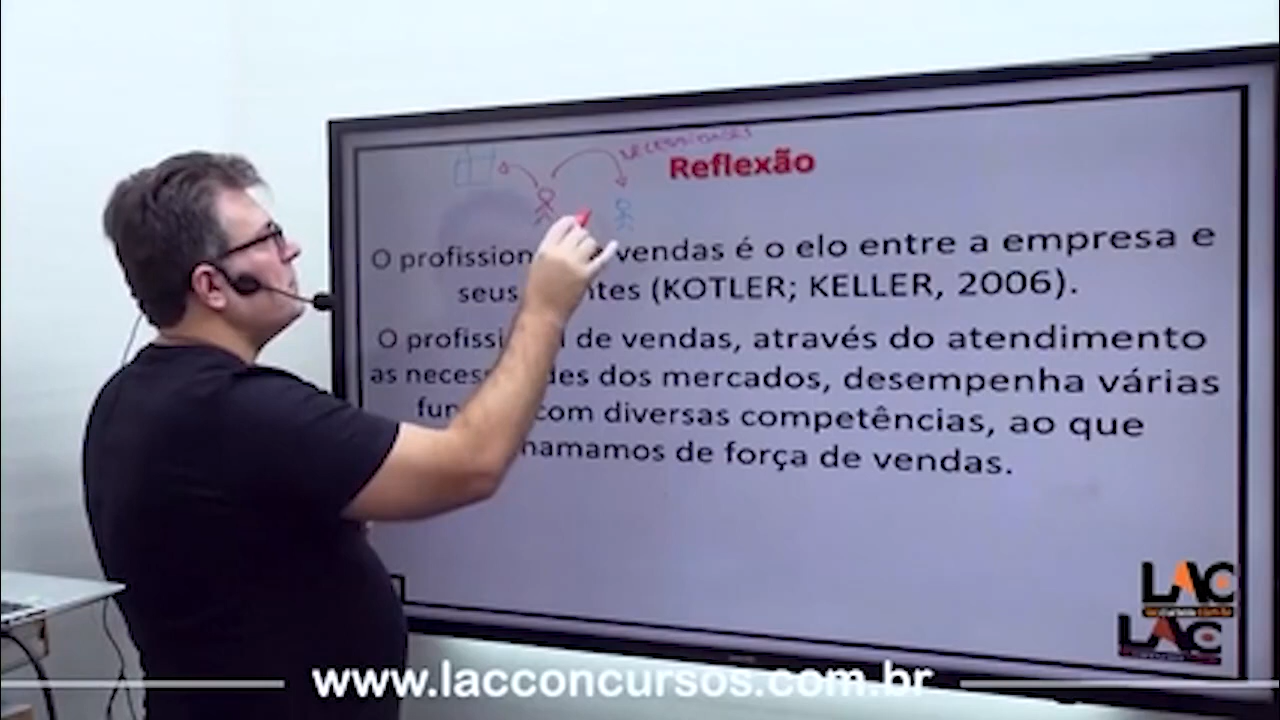 NECESSIDADES
Reflexão
O profission vendas é o elo entre a empresa e
seus ntes (KOTLER; KELLER, 2006).
O profiss l de vendas, através do atendimento
as neces des dos mercados, desempenha várias
fun com diversas competências, ao que
hamamos de força de vendas.
LAC
LAC
www.lacconcursos.com.br